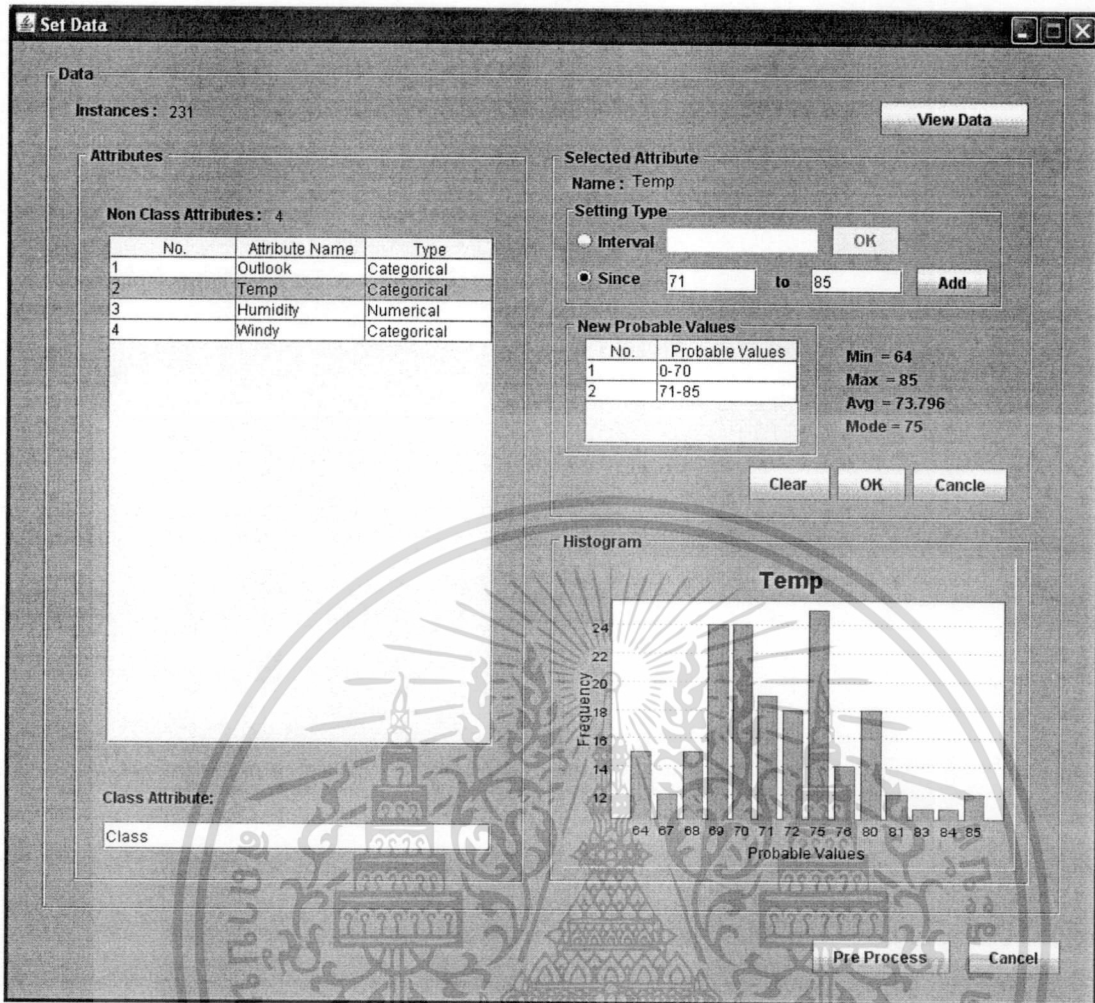 Set Data
Data
Instances : 231
View Data
Attributes
Non Class Attributes : 4
No. Attribute Name Type
1 Outlook Categorical
2 Temp Categorical
3 Humidity Numerical
4 Windy Categorical
Class Attribute:
Class
Selected Attribute
Name : Temp
Setting Type
Interval OK
Since 71 to 85 Add
New Probable Values
No. Probable Values
1 0-70
2 71-85
Min = 64
Max = 85
Avg = 73.796
Mode = 75
Clear OK Cancle
Histogram
Temp
Frequency
24
22
20
18
16
14
12
64 67 68 69 70 71 72 75 76 80 81 83 84 85
Probable Values
Pre Process Cancel